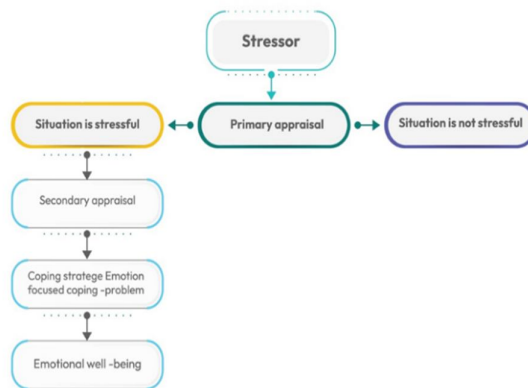 Stressor
Situation is stressful
Primary appraisal
Situation is not stressful
Secondary appraisal
Coping stratege Emotion
focused coping -problem
Emotional well -being